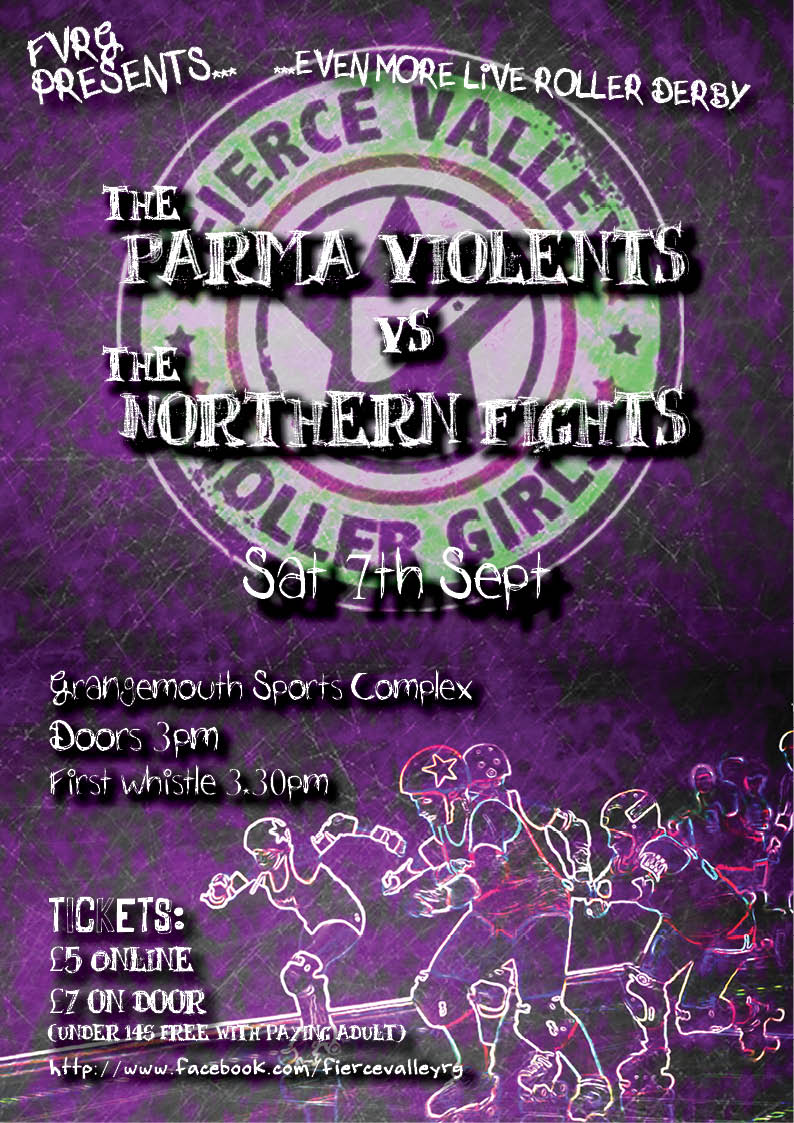 FVRG
PRESENTS...
...EVEN MORE LIVE ROLLER DERBY
FIERCE VALLEY
THE
PARMA VIOLENTS
VS
THE
NORTHERN FIGHTS
ROLLER GIRLS
Sat 7th Sept
Grangemouth Sports Complex
Doors 3pm
First whistle 3.30pm
TICKETS:
£5 ONLINE
£7 ON DOOR
(UNDER 14S FREE WITH PAYING ADULT)
http://www.facebook.com/fiercevalleyrg